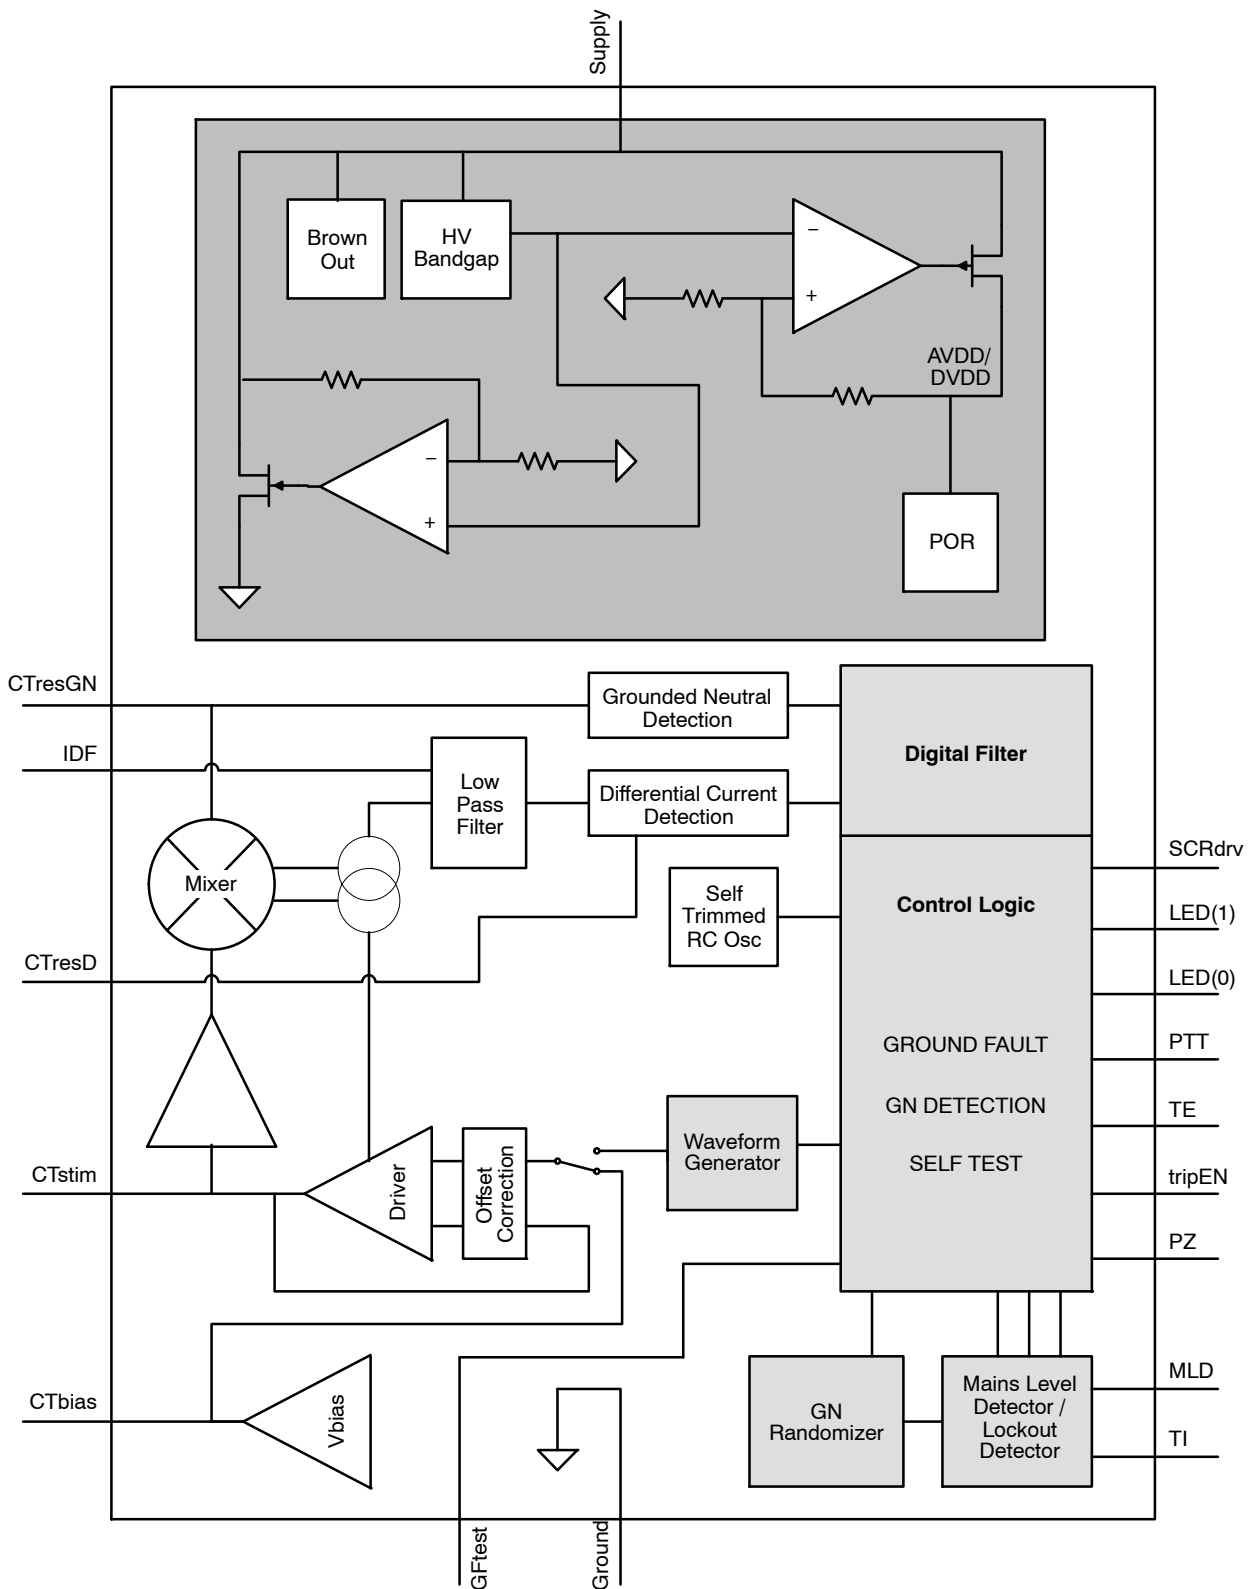 Supply
Brown
Out
HV
Bandgap
−
+
AVDD/
DVDD
−
+
POR
CTresGN
Grounded Neutral
Detection
IDF
Low
Pass
Filter
Differential Current
Detection
Digital Filter
Mixer
Self
Trimmed
RC Osc
Control Logic
SCRdrv
LED(1)
CTresD
LED(0)
GROUND FAULT
PTT
GN DETECTION
TE
Waveform
Generator
SELF TEST
CTstim
Driver
Offset
Correction
tripEN
PZ
CTbias
Vbias
GN
Randomizer
Mains Level
Detector /
Lockout
Detector
MLD
TI
GFtest
Ground